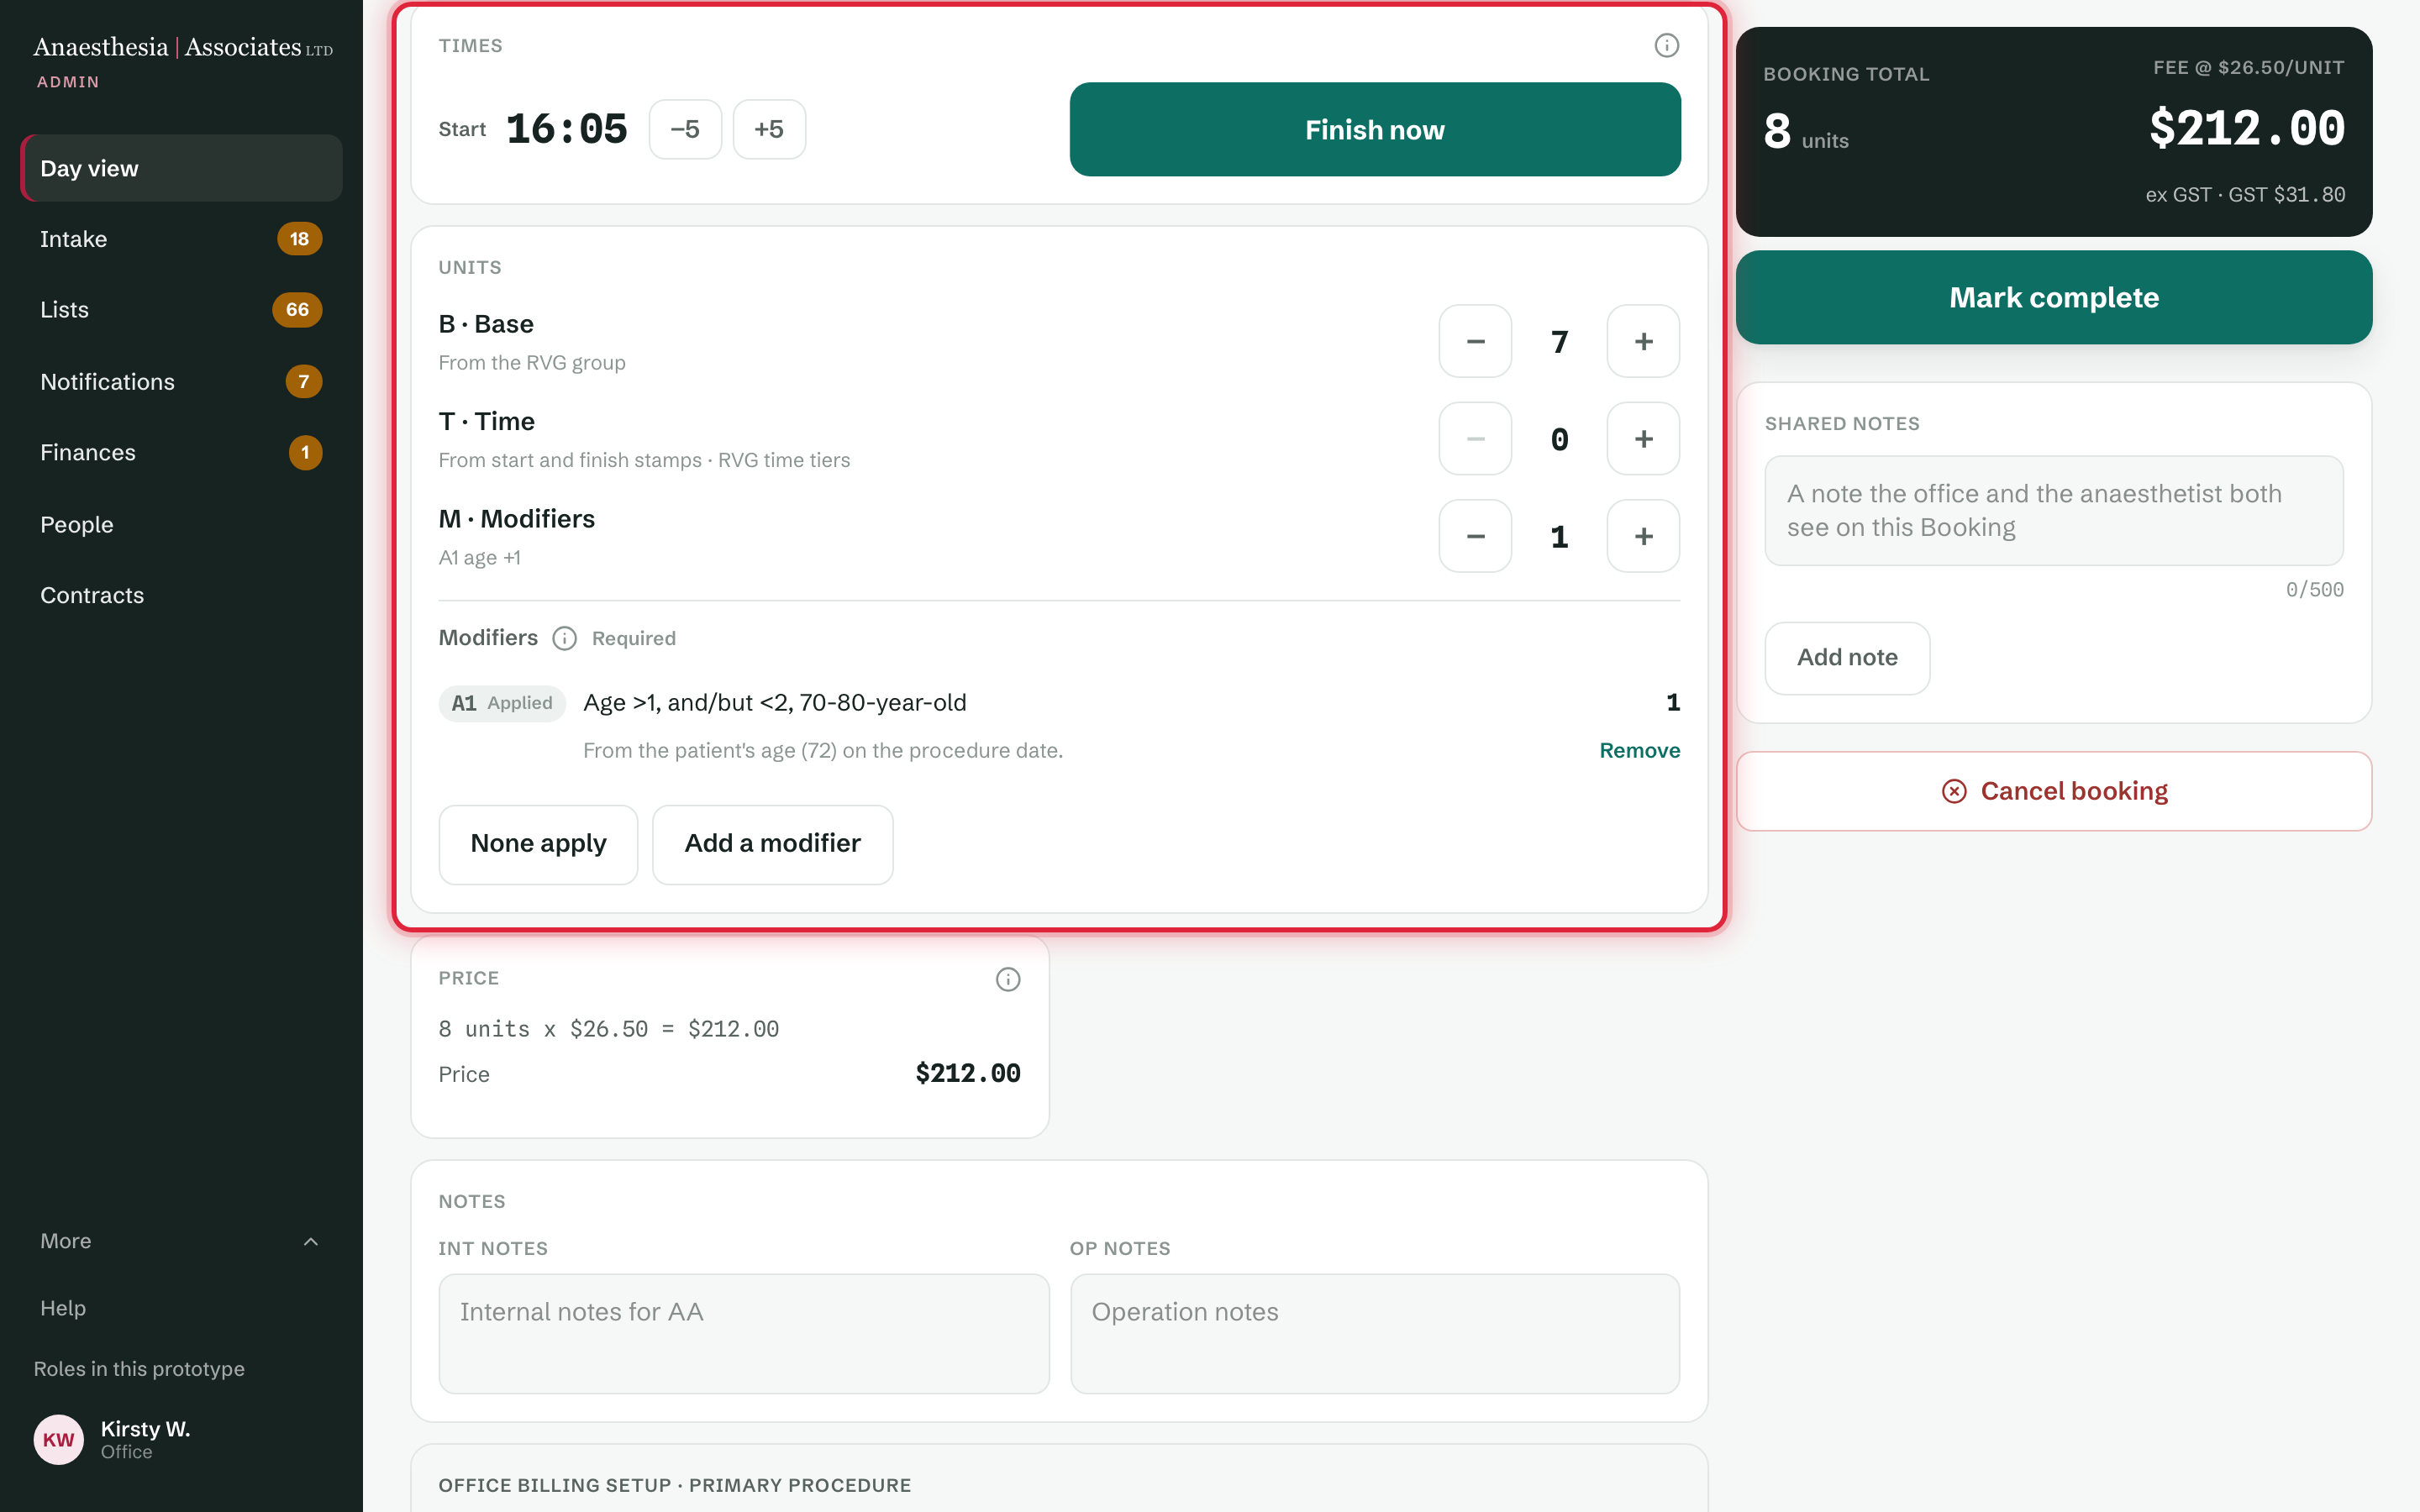 Anaesthesia | Associates LTD
ADMIN
Day view
Intake 18
Lists 66
Notifications 7
Finances 1
People
Contracts
More
Help
Roles in this prototype
KW
Kirsty W.
Office
TIMES
Start 16:05 −5 +5
Finish now
UNITS
B · Base
From the RVG group
− 7 +
T · Time
From start and finish stamps · RVG time tiers
− 0 +
M · Modifiers
A1 age +1
− 1 +
Modifiers Required
A1 Applied Age >1, and/but <2, 70-80-year-old 1
From the patient's age (72) on the procedure date. Remove
None apply Add a modifier
PRICE
8 units x $26.50 = $212.00
Price $212.00
NOTES
INT NOTES
Internal notes for AA
OP NOTES
Operation notes
OFFICE BILLING SETUP · PRIMARY PROCEDURE
BOOKING TOTAL
8 units
FEE @ $26.50/UNIT
$212.00
ex GST · GST $31.80
Mark complete
SHARED NOTES
A note the office and the anaesthetist both
see on this Booking
0/500
Add note
Cancel booking